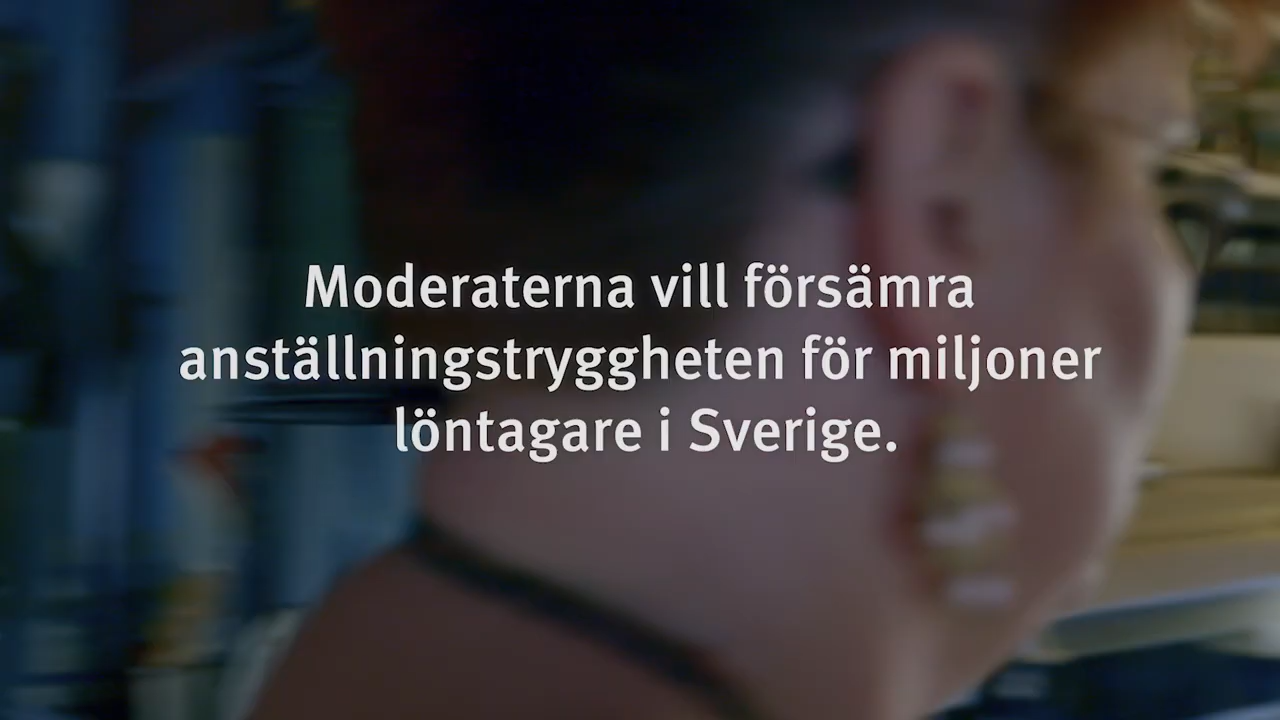 Moderaterna vill försämra
anställningstryggheten för miljoner
löntagare i Sverige.